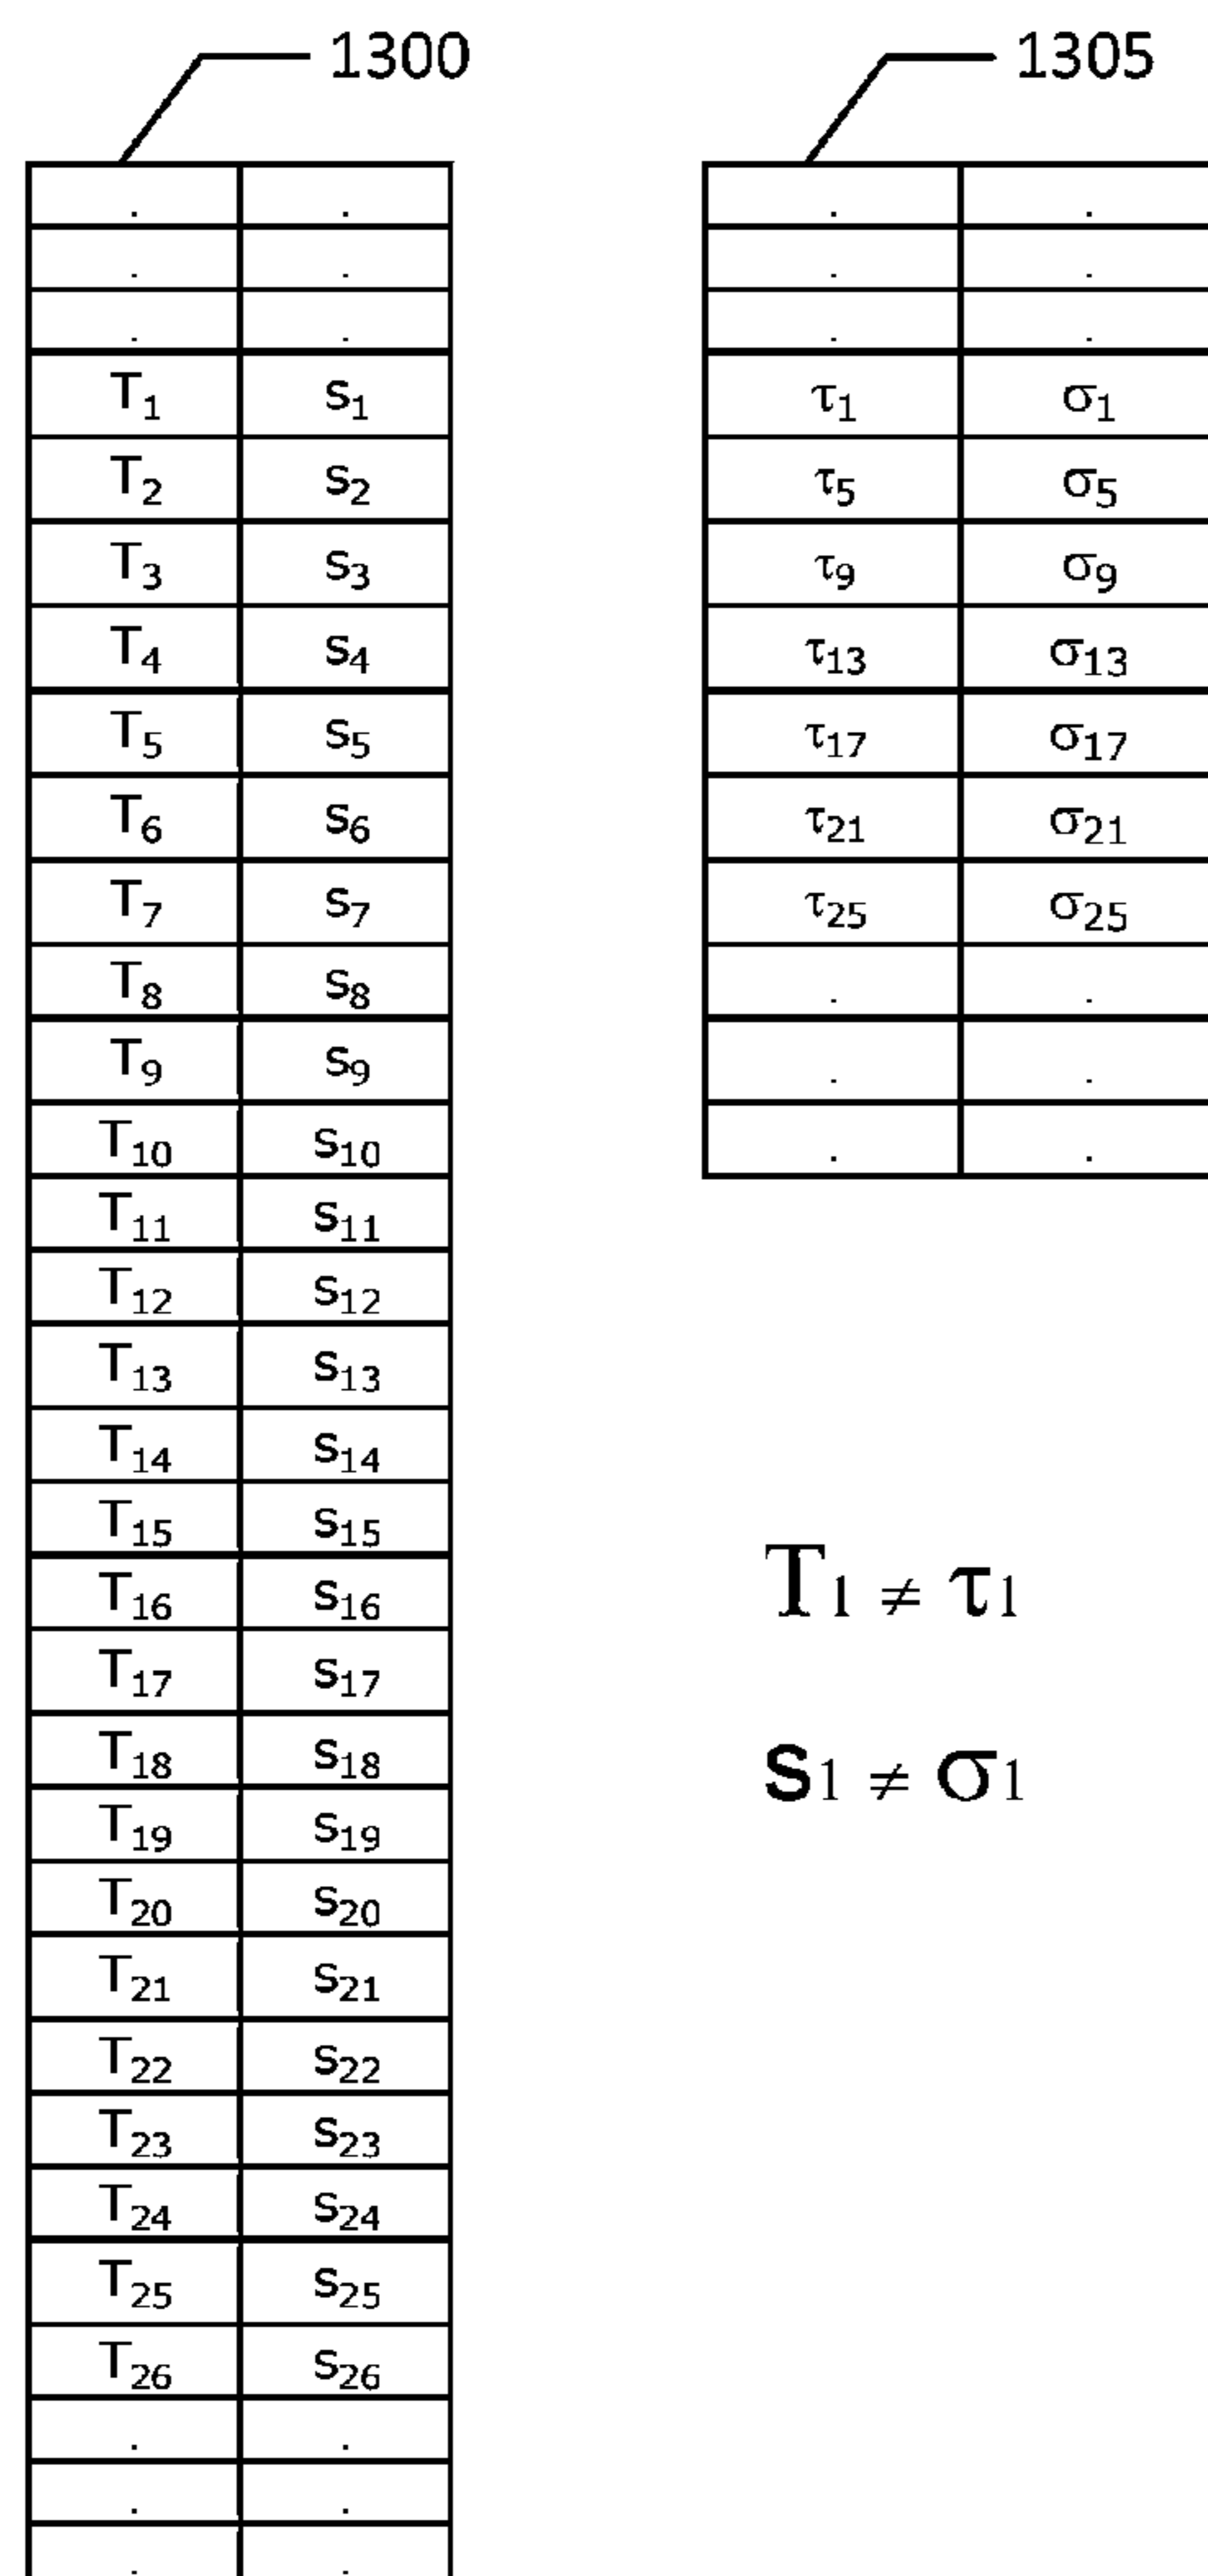 1300
1305
. .
. .
. .
T₁ s₁
T₂ s₂
T₃ s₃
T₄ s₄
T₅ s₅
T₆ s₆
T₇ s₇
T₈ s₈
T₉ s₉
T₁₀ s₁₀
T₁₁ s₁₁
T₁₂ s₁₂
T₁₃ s₁₃
T₁₄ s₁₄
T₁₅ s₁₅
T₁₆ s₁₆
T₁₇ s₁₇
T₁₈ s₁₈
T₁₉ s₁₉
T₂₀ s₂₀
T₂₁ s₂₁
T₂₂ s₂₂
T₂₃ s₂₃
T₂₄ s₂₄
T₂₅ s₂₅
T₂₆ s₂₆
. .
. .
. .
. .
. .
. .
τ₁ σ₁
τ₅ σ₅
τ₉ σ₉
τ₁₃ σ₁₃
τ₁₇ σ₁₇
τ₂₁ σ₂₁
τ₂₅ σ₂₅
. .
. .
. .
T₁ ≠ τ₁
s₁ ≠ σ₁